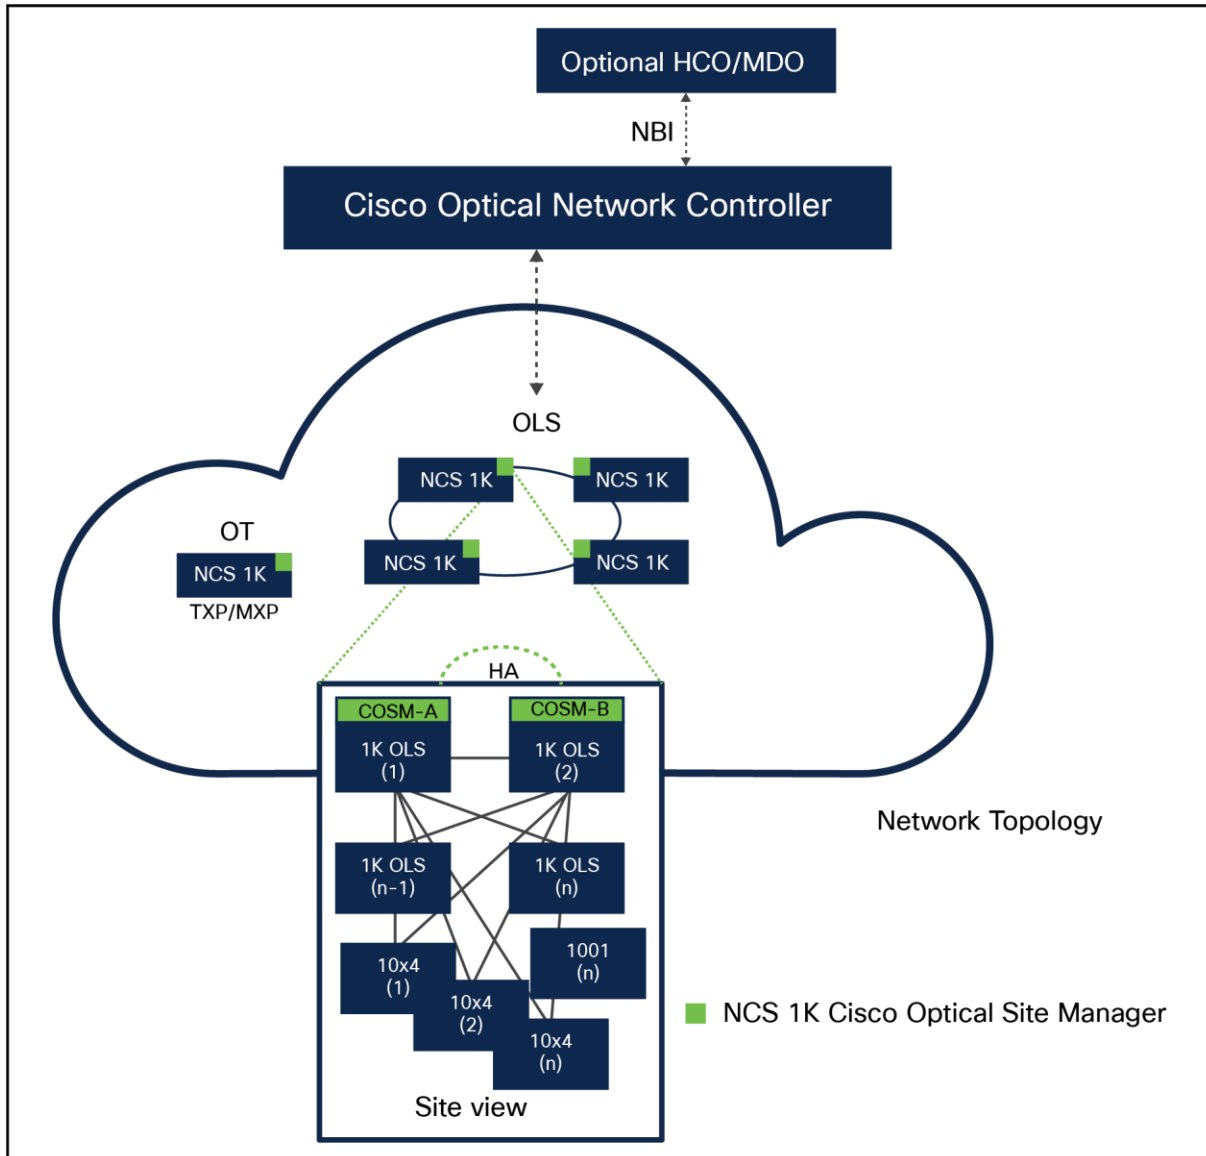 Optional HCO/MDO
NBI
Cisco Optical Network Controller
OLS
NCS 1K
NCS 1K
OT
NCS 1K
TXP/MXP
NCS 1K
NCS 1K
HA
COSM-A
1K OLS
(1)
COSM-B
1K OLS
(2)
1K OLS
(n-1)
1K OLS
(n)
10x4
(1)
10x4
(2)
1001
(n)
10x4
(n)
Site view
Network Topology
NCS 1K Cisco Optical Site Manager